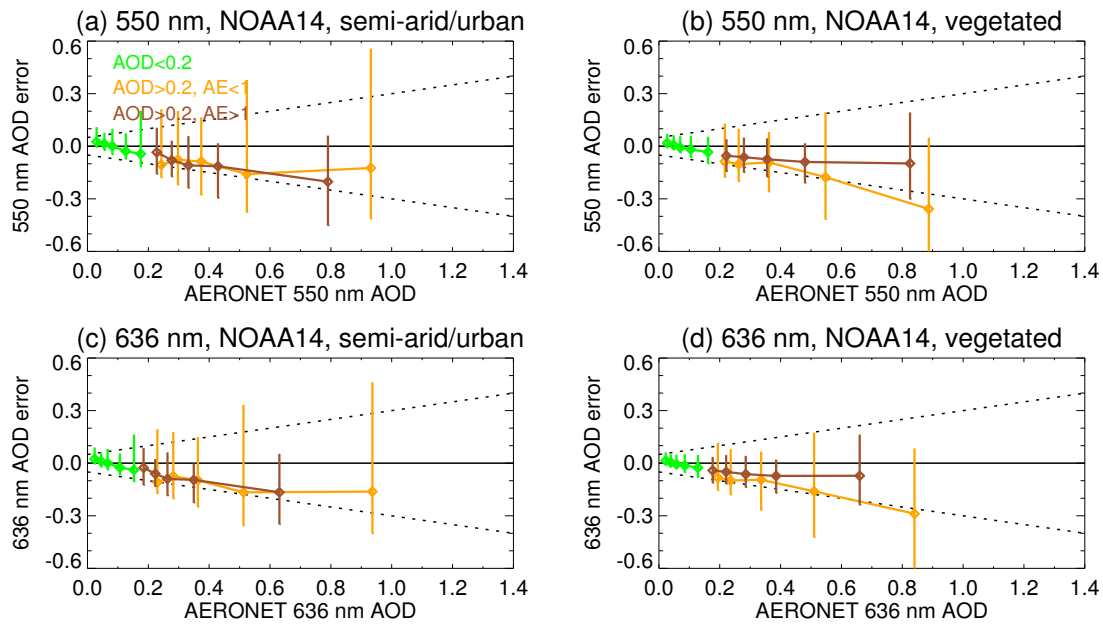 (a) 550 nm, NOAA14, semi-arid/urban
0.6
0.3
0.0
-0.3
-0.6
550 nm AOD error
AOD<0.2
AOD>0.2, AE<1
AOD>0.2, AE>1
0.0 0.2 0.4 0.6 0.8 1.0 1.2 1.4
AERONET 550 nm AOD
(b) 550 nm, NOAA14, vegetated
0.6
0.3
0.0
-0.3
-0.6
550 nm AOD error
0.0 0.2 0.4 0.6 0.8 1.0 1.2 1.4
AERONET 550 nm AOD
(c) 636 nm, NOAA14, semi-arid/urban
0.6
0.3
0.0
-0.3
-0.6
636 nm AOD error
0.0 0.2 0.4 0.6 0.8 1.0 1.2 1.4
AERONET 636 nm AOD
(d) 636 nm, NOAA14, vegetated
0.6
0.3
0.0
-0.3
-0.6
636 nm AOD error
0.0 0.2 0.4 0.6 0.8 1.0 1.2 1.4
AERONET 636 nm AOD